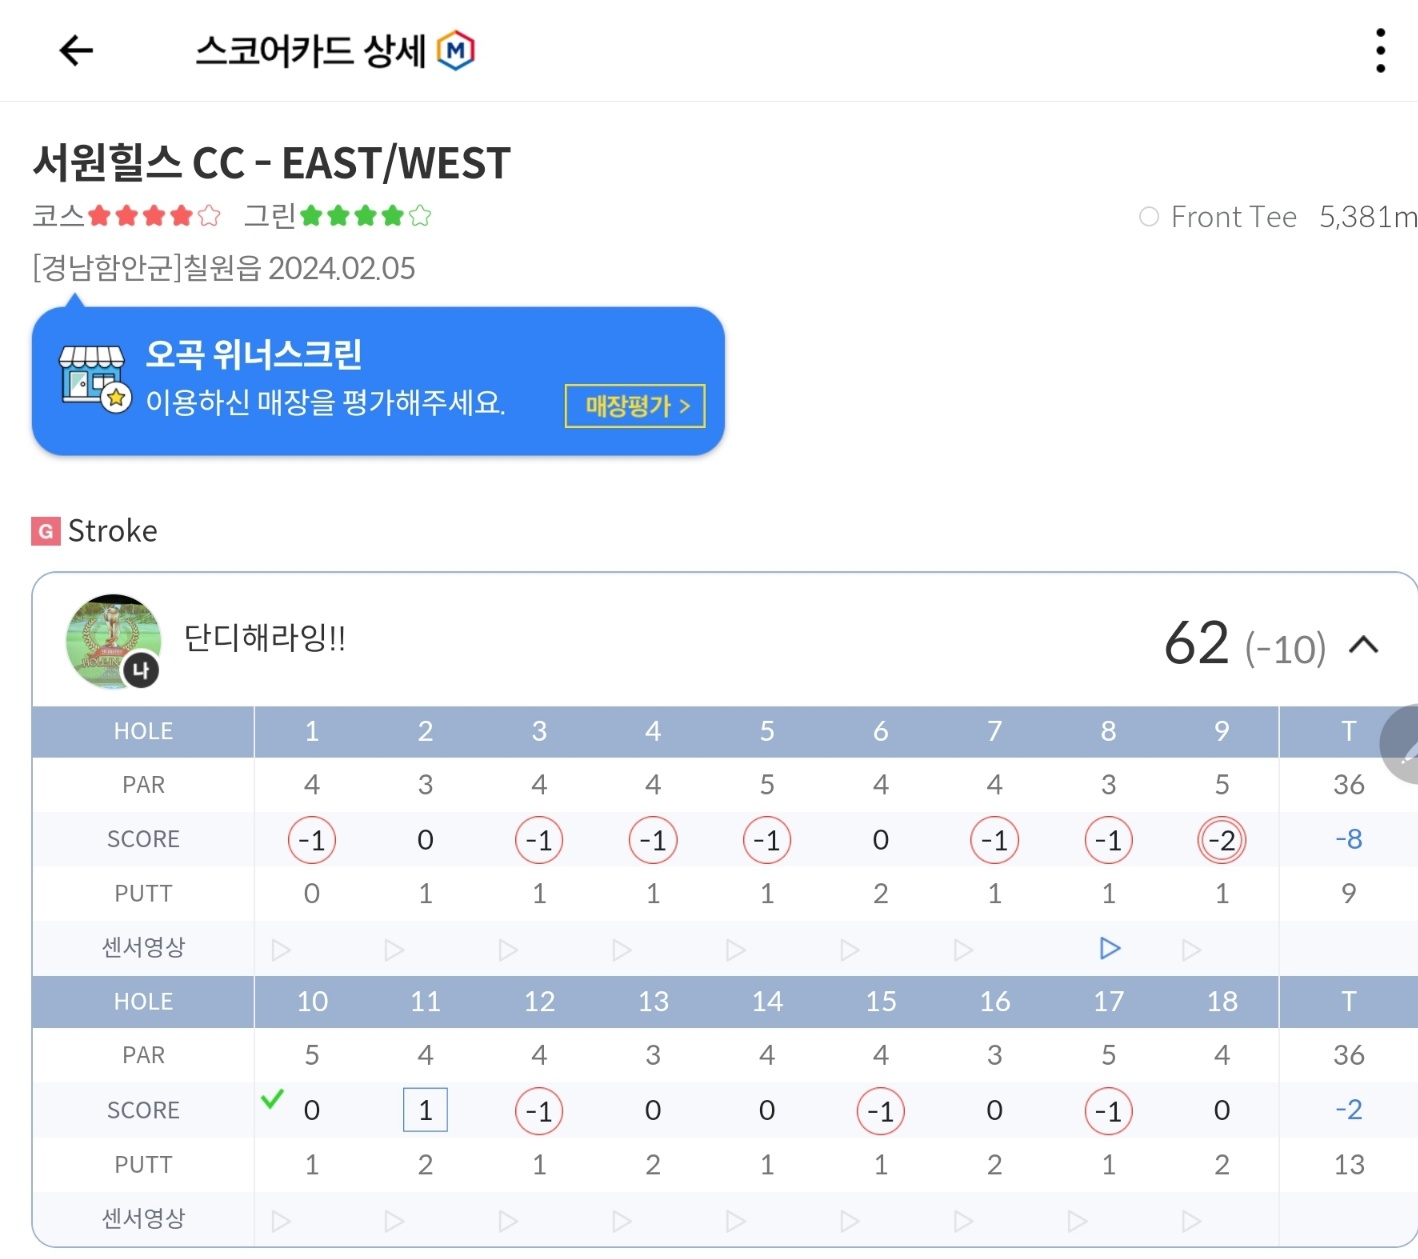 스코어카드 상세 M
서원힐스 CC - EAST/WEST
코스 그린 Front Tee 5,381m
[경남함안군]칠원읍 2024.02.05
오곡 위너스크린
이용하신 매장을 평가해주세요. 매장평가 >
G Stroke
단디해라잉!! 62 (-10)
나
HOLE 1 2 3 4 5 6 7 8 9 T
PAR 4 3 4 4 5 4 4 3 5 36
SCORE -1 0 -1 -1 -1 0 -1 -1 -2 -8
PUTT 0 1 1 1 1 2 1 1 1 9
센서영상
HOLE 10 11 12 13 14 15 16 17 18 T
PAR 5 4 4 3 4 4 3 5 4 36
SCORE 0 1 -1 0 0 -1 0 -1 0 -2
PUTT 1 2 1 2 1 1 2 1 2 13
센서영상